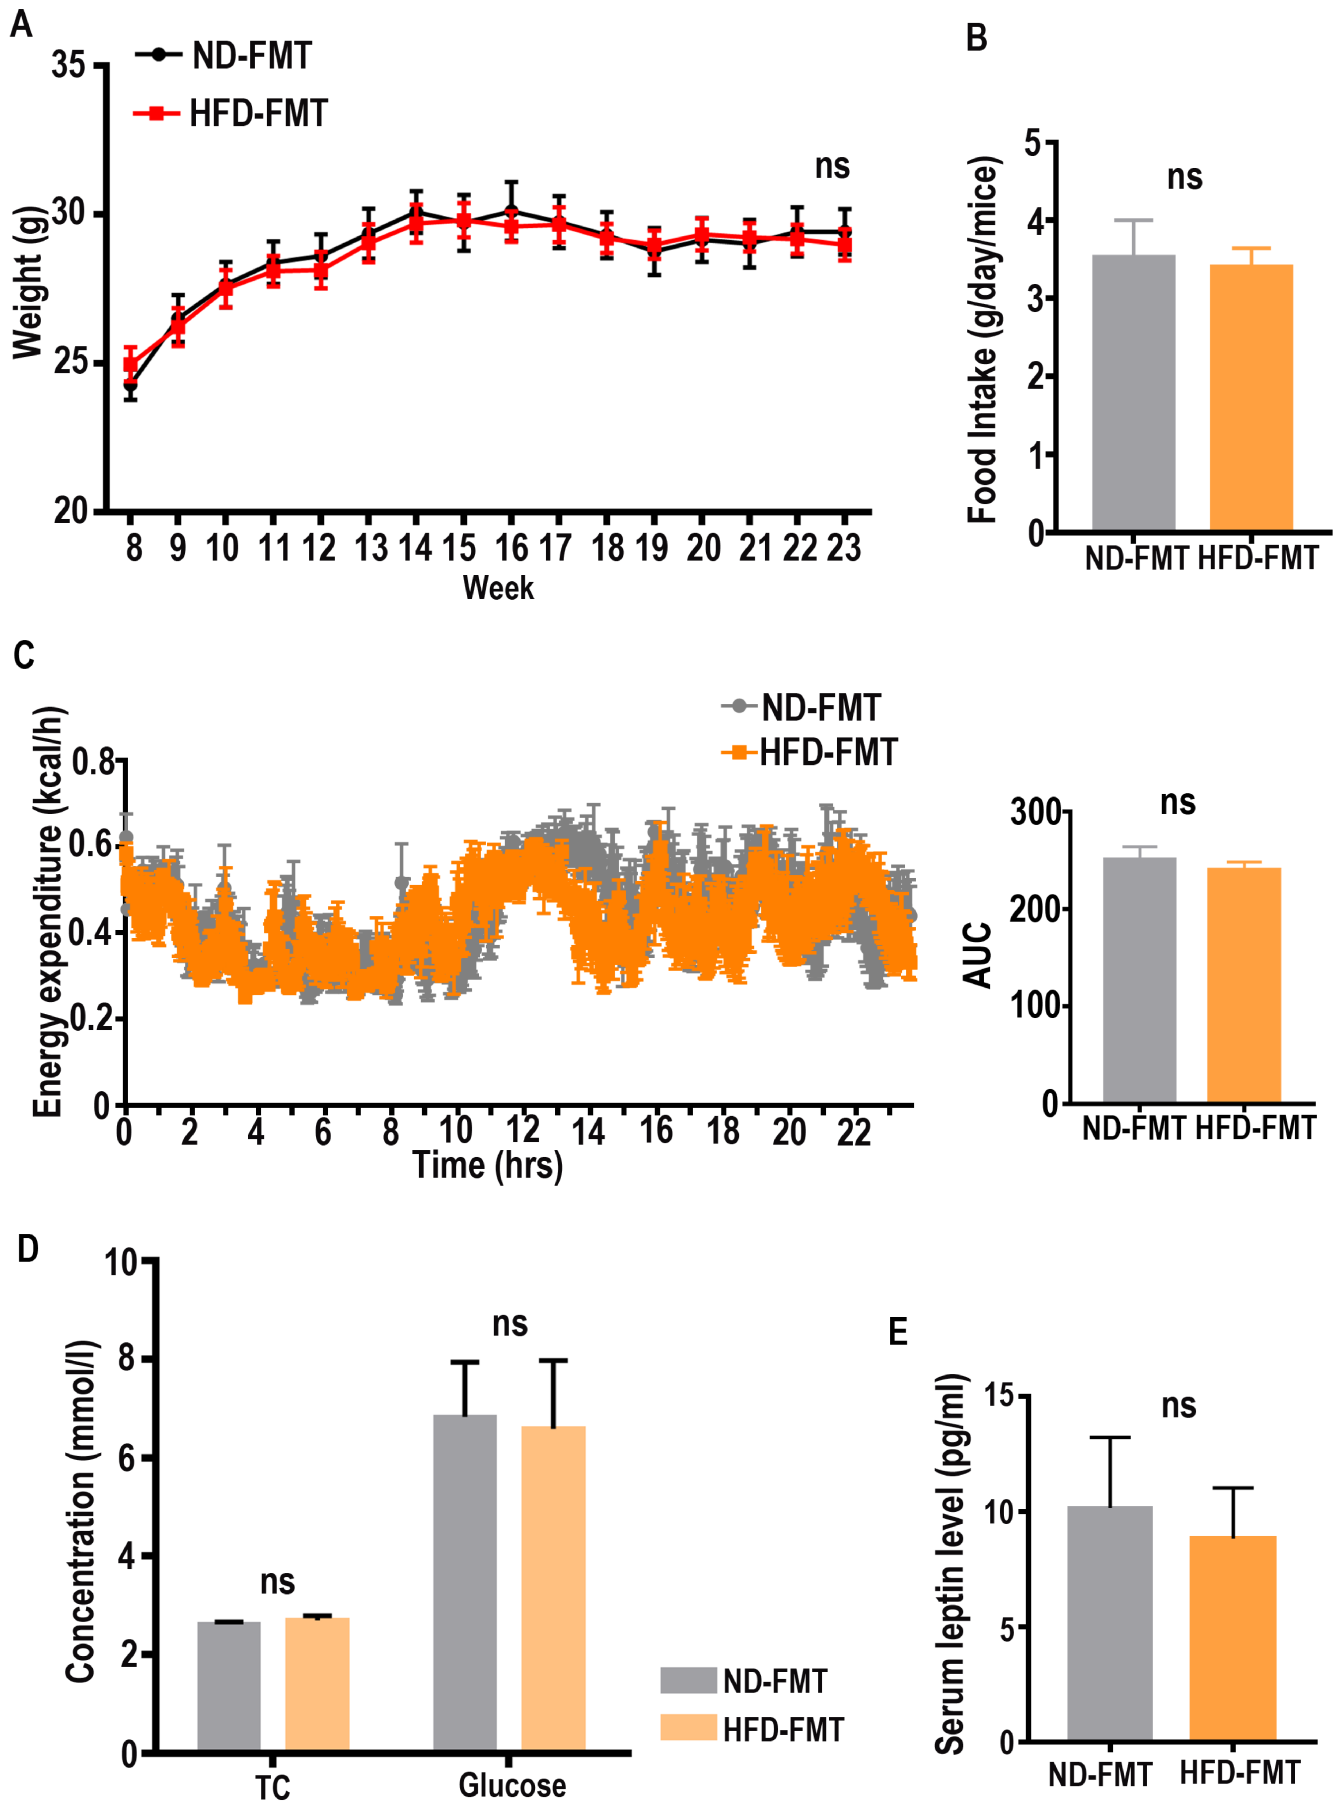 A
ND-FMT
HFD-FMT
ns
35
30
25
20
Weight (g)
8 9 10 11 12 13 14 15 16 17 18 19 20 21 22 23
Week
B
ns
5
4
3
2
1
0
Food Intake (g/day/mice)
ND-FMT HFD-FMT
C
ND-FMT
HFD-FMT
0.8
0.6
0.4
0.2
0
Energy expenditure (kcal/h)
0 2 4 6 8 10 12 14 16 18 20 22
Time (hrs)
ns
300
200
100
0
AUC
ND-FMT HFD-FMT
D
10
8
6
4
2
0
Concentration (mmol/l)
ns
ns
TC Glucose
ND-FMT
HFD-FMT
E
ns
15
10
5
0
Serum leptin level (pg/ml)
ND-FMT HFD-FMT